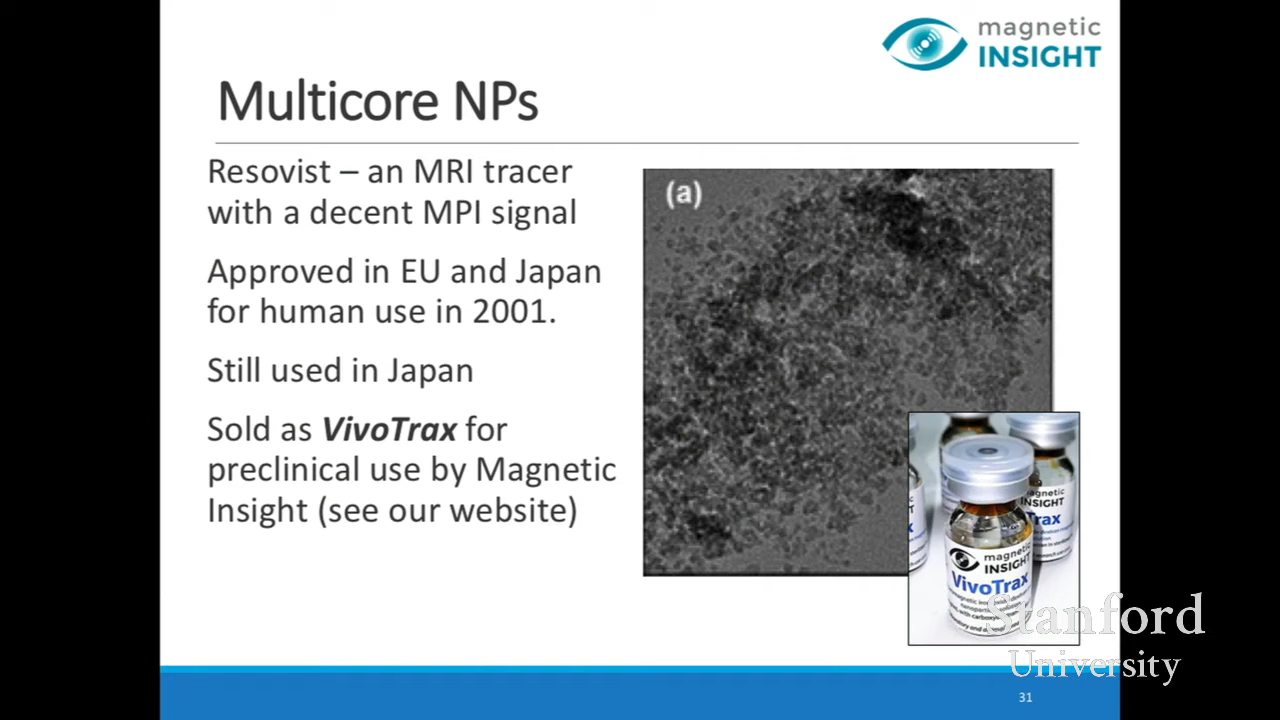 magnetic
INSIGHT
Multicore NPs
Resovist – an MRI tracer
with a decent MPI signal
Approved in EU and Japan
for human use in 2001.
Still used in Japan
Sold as VivoTrax for
preclinical use by Magnetic
Insight (see our website)
(a)
magnetic
INSIGHT
VivoTrax
Stanford
University
31